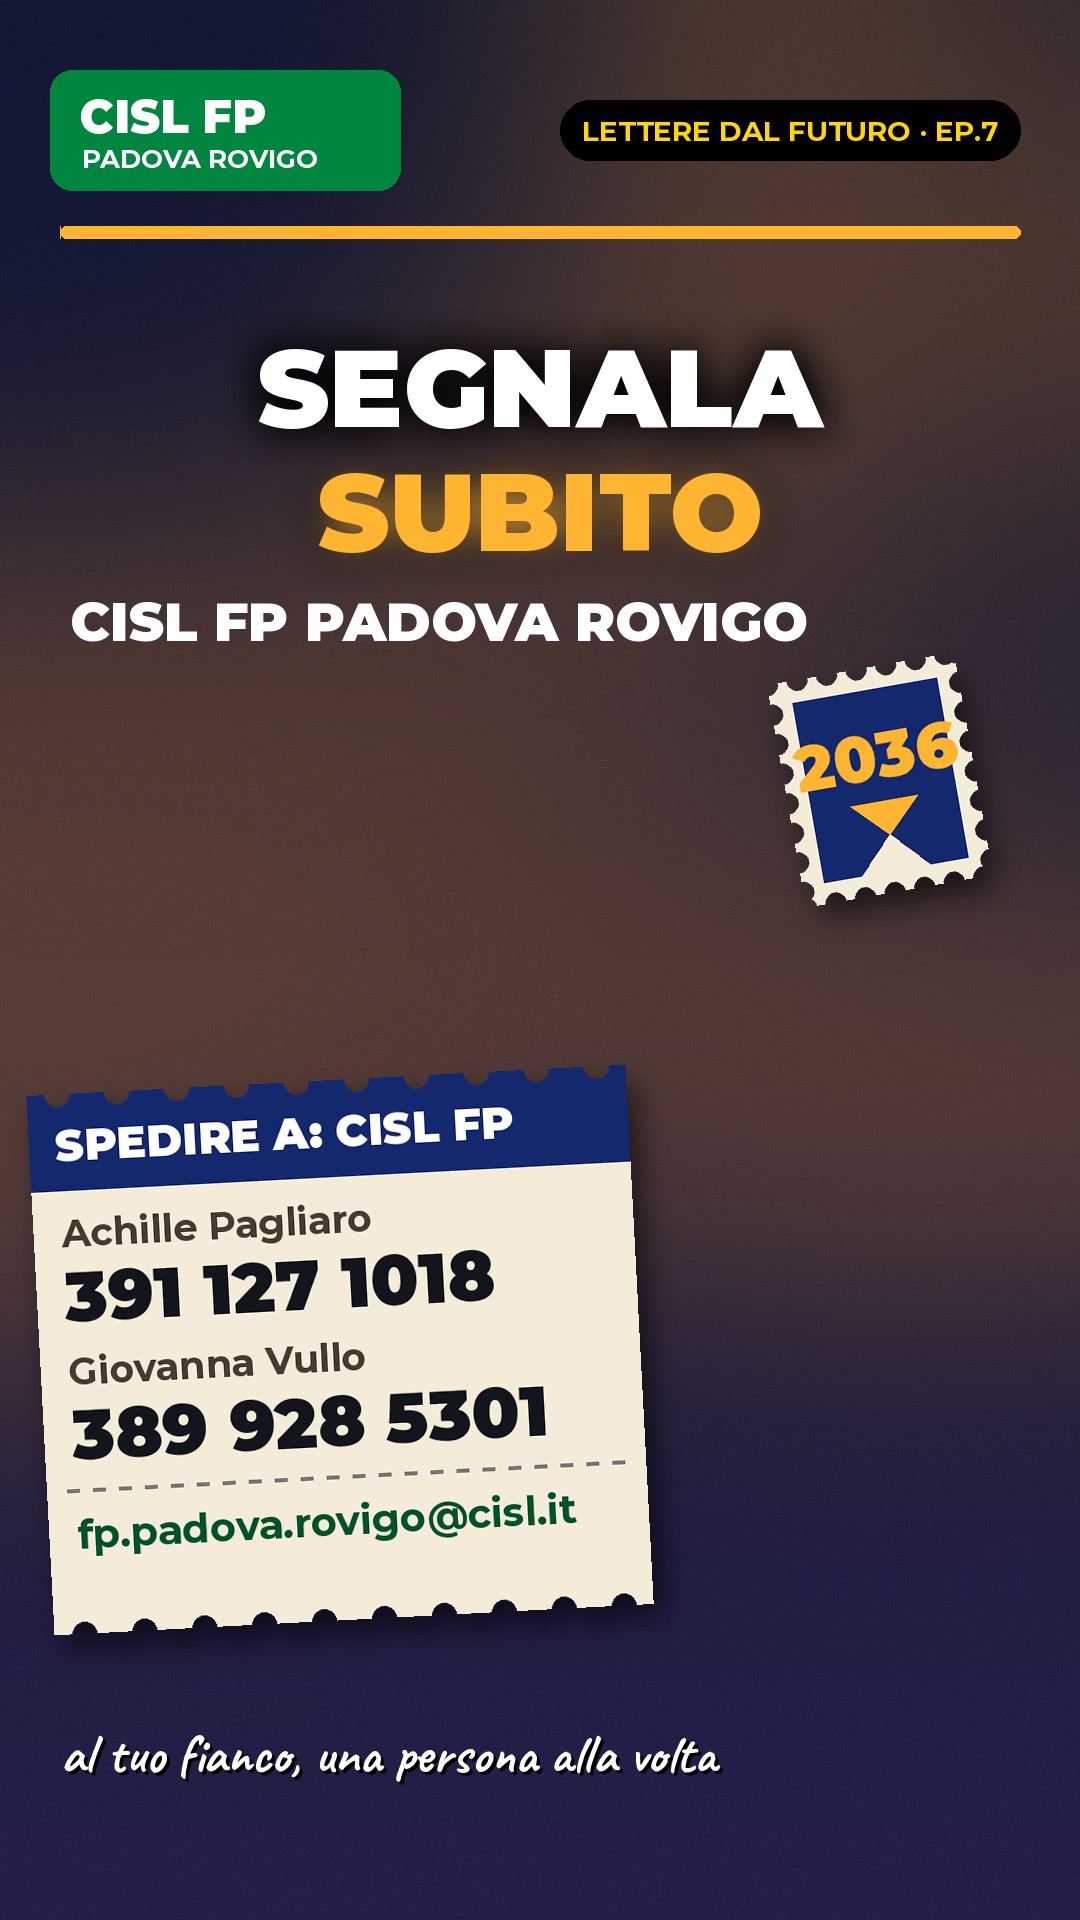 CISL FP
PADOVA ROVIGO
LETTERE DAL FUTURO · EP.7
SEGNALA
SUBITO
CISL FP PADOVA ROVIGO
2036
SPEDIRE A: CISL FP
Achille Pagliaro
391 127 1018
Giovanna Vullo
389 928 5301
fp.padova.rovigo@cisl.it
al tuo fianco, una persona alla volta